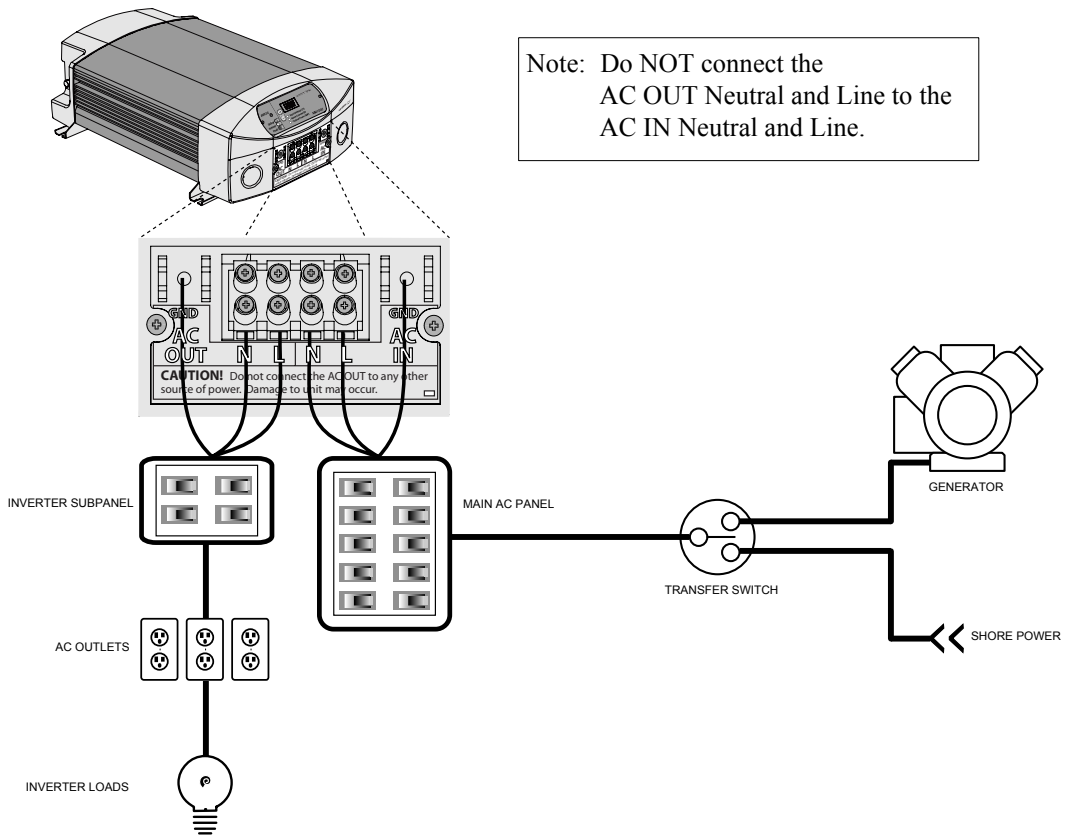 Note: Do NOT connect the
AC OUT Neutral and Line to the
AC IN Neutral and Line.
GND
AC
OUT
N
L
N
L
GND
AC
IN
CAUTION! Do not connect the AC OUT to any other
source of power. Damage to unit may occur.
INVERTER SUBPANEL
MAIN AC PANEL
GENERATOR
TRANSFER SWITCH
AC OUTLETS
SHORE POWER
INVERTER LOADS